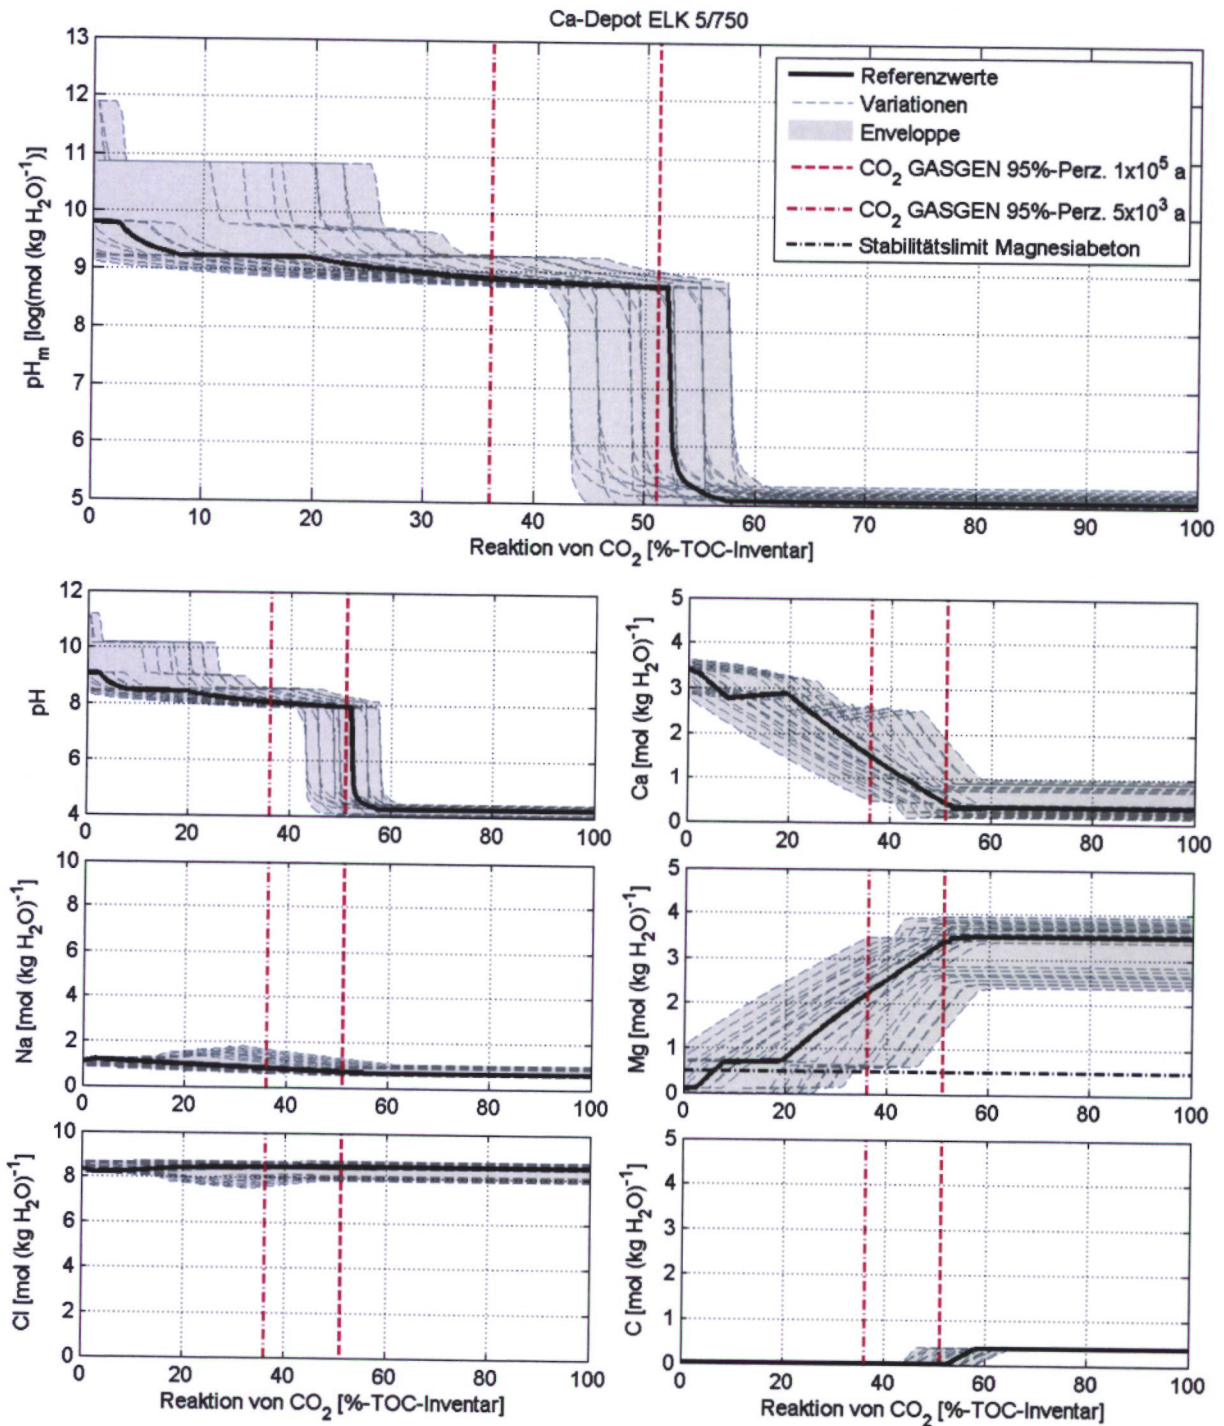 Ca-Depot ELK 5/750
13
12
11
10
9
8
7
6
5
pHm [log(mol (kg H2O)-1)]
Referenzwerte
Variationen
Enveloppe
CO2 GASGEN 95%-Perz. 1x10^5 a
CO2 GASGEN 95%-Perz. 5x10^3 a
Stabilitätslimit Magnesiabeton
0 10 20 30 40 50 60 70 80 90 100
Reaktion von CO2 [%-TOC-Inventar]
12
10
8
6
4
pH
0 20 40 60 80 100
5
4
3
2
1
0
Ca [mol (kg H2O)-1]
0 20 40 60 80 100
10
8
6
4
2
0
Na [mol (kg H2O)-1]
0 20 40 60 80 100
5
4
3
2
1
0
Mg [mol (kg H2O)-1]
0 20 40 60 80 100
10
8
6
4
2
0
Cl [mol (kg H2O)-1]
0 20 40 60 80 100
Reaktion von CO2 [%-TOC-Inventar]
5
4
3
2
1
0
C [mol (kg H2O)-1]
0 20 40 60 80 100
Reaktion von CO2 [%-TOC-Inventar]